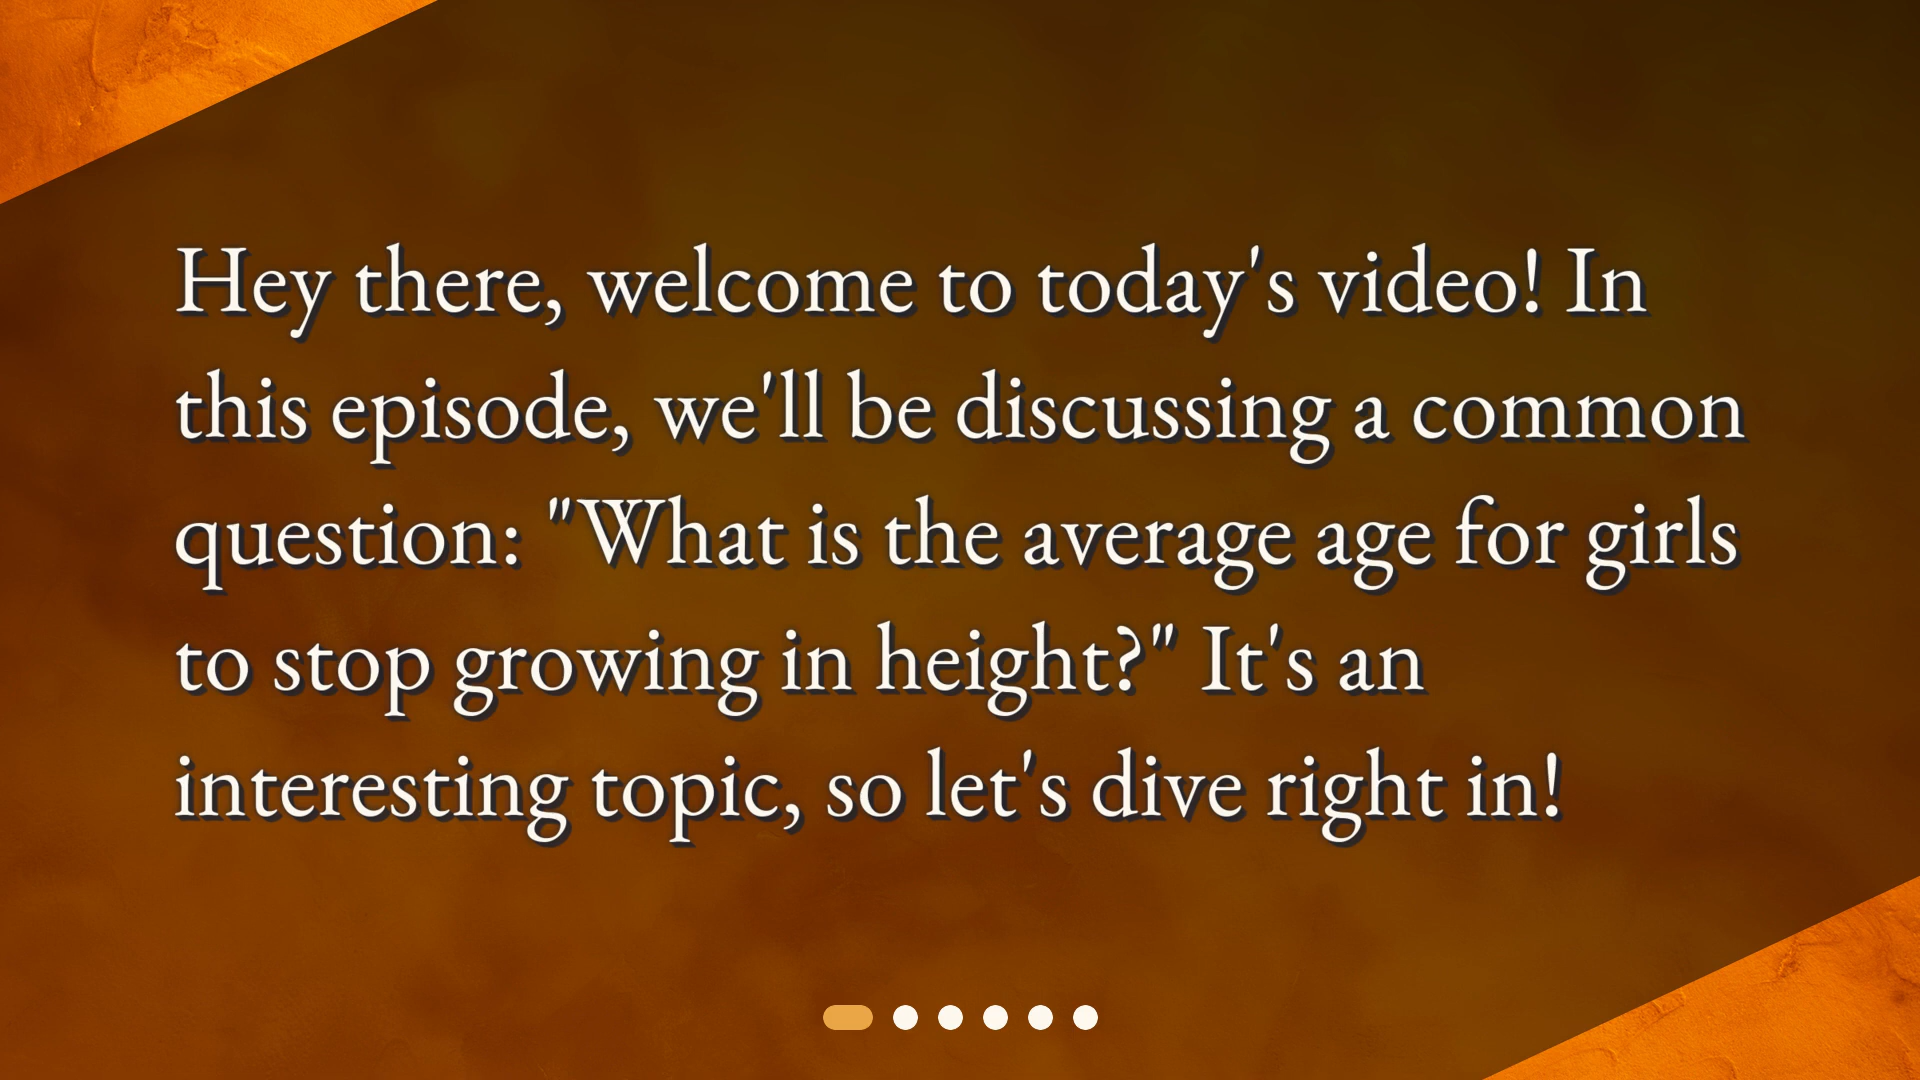 Hey there, welcome to today's video! In
this episode, we'll be discussing a common
question: "What is the average age for girls
to stop growing in height?" It's an
interesting topic, so let's dive right in!